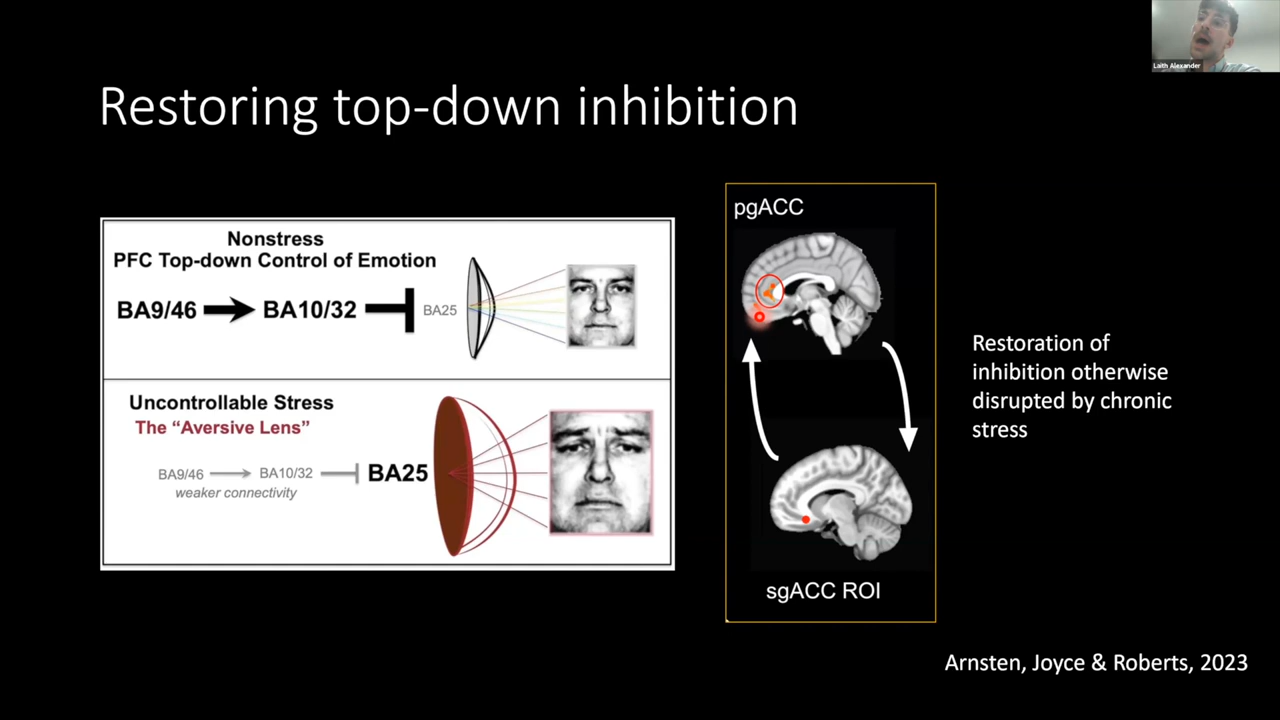 Laith Alexander
Restoring top-down inhibition
Nonstress
PFC Top-down Control of Emotion
BA9/46 BA10/32 BA25
Uncontrollable Stress
The “Aversive Lens”
BA9/46 BA10/32 BA25
weaker connectivity
pgACC
sgACC ROI
Restoration of
inhibition otherwise
disrupted by chronic
stress
Arnsten, Joyce & Roberts, 2023